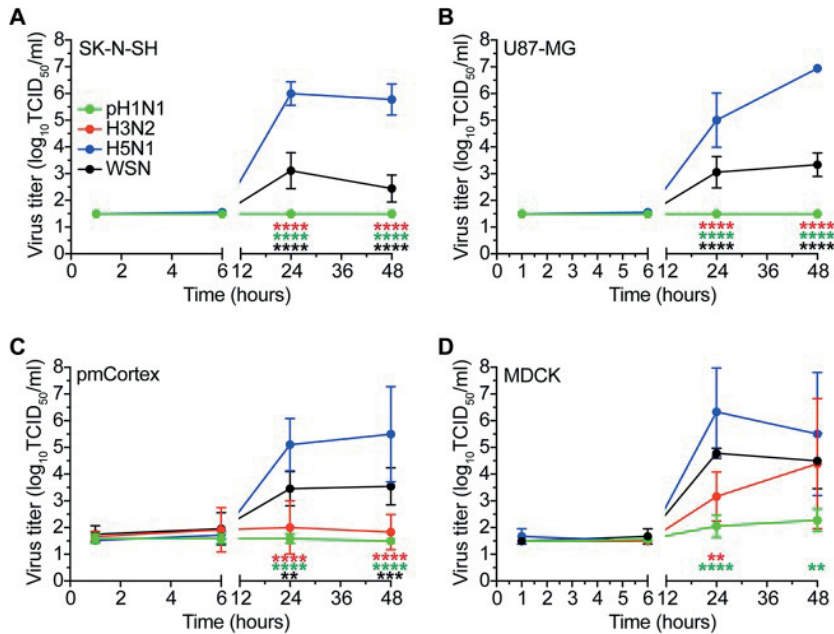 A
SK-N-SH
Virus titer (log10TCID50/ml)
8
7
6
5
4
3
2
1
0
pH1N1
H3N2
H5N1
WSN
**** ****
**** ****
**** ****
0 2 4 6 12 24 36 48
Time (hours)
B
U87-MG
Virus titer (log10TCID50/ml)
8
7
6
5
4
3
2
1
0
**** ****
**** ****
**** ****
0 1 2 3 4 5 6 12 24 36 48
Time (hours)
C
pmCortex
Virus titer (log10TCID50/ml)
8
7
6
5
4
3
2
1
0
**** ****
**** ****
** ***
0 2 4 6 12 24 36 48
Time (hours)
D
MDCK
Virus titer (log10TCID50/ml)
8
7
6
5
4
3
2
1
0
**
**** **
0 1 2 3 4 5 6 12 24 36 48
Time (hours)